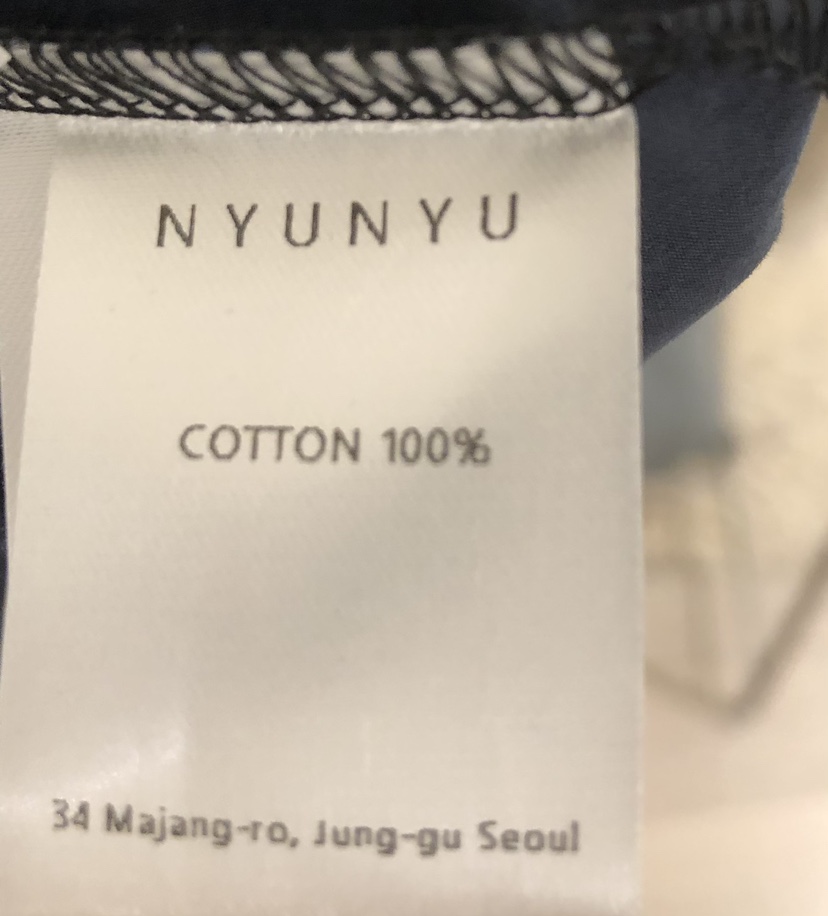 NYUNYU
COTTON 100%
34 Majang-ro, Jung-gu Seoul